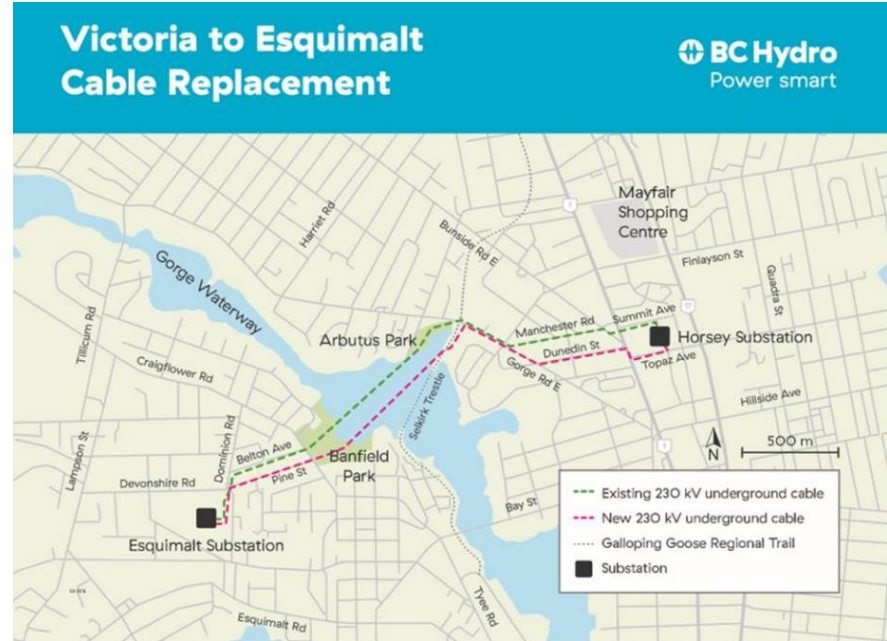 Victoria to Esquimalt
Cable Replacement
BC Hydro
Power smart
Mayfair
Shopping
Centre
Harriet Rd
Bunside Rd E
Finlayson St
Quadra St
Gorge Waterway
Tillicum Rd
Arbutus Park
Manchester Rd
Summit Ave
Horsey Substation
Dunedin St
Topaz Ave
Gorge Rd E
Craigflower Rd
Selkirk Trestle
Hillside Ave
Dominion Rd
Belton Ave
Banfield
Park
Pine St
Lampson St
Devonshire Rd
Bay St
Esquimalt Substation
Esquimalt Rd
Tyee Rd
1
17
1
N
500 m
Existing 230 kV underground cable
New 230 kV underground cable
Galloping Goose Regional Trail
Substation